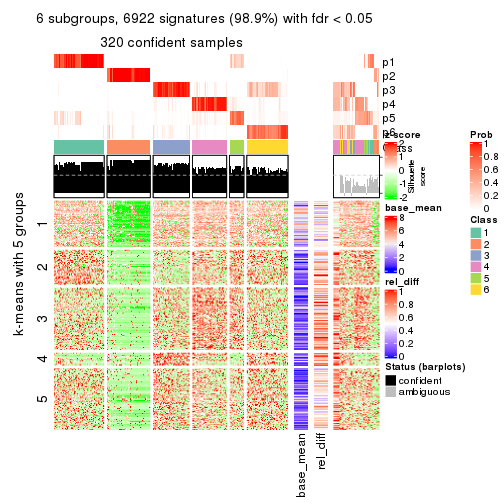 6 subgroups, 6922 signatures (98.9%) with fdr < 0.05
320 confident samples
p1
p2
p3
p4
p5
p6
Class
Silhouette
score
k-means with 5 groups
1
2
3
4
5
base_mean
rel_diff
z-score
2
1
0
-1
-2
base_mean
8
6
4
2
0
rel_diff
1
0.8
0.6
0.4
0.2
0
Status (barplots)
confident
ambiguous
Prob
1
0.8
0.6
0.4
0.2
0
Class
1
2
3
4
5
6